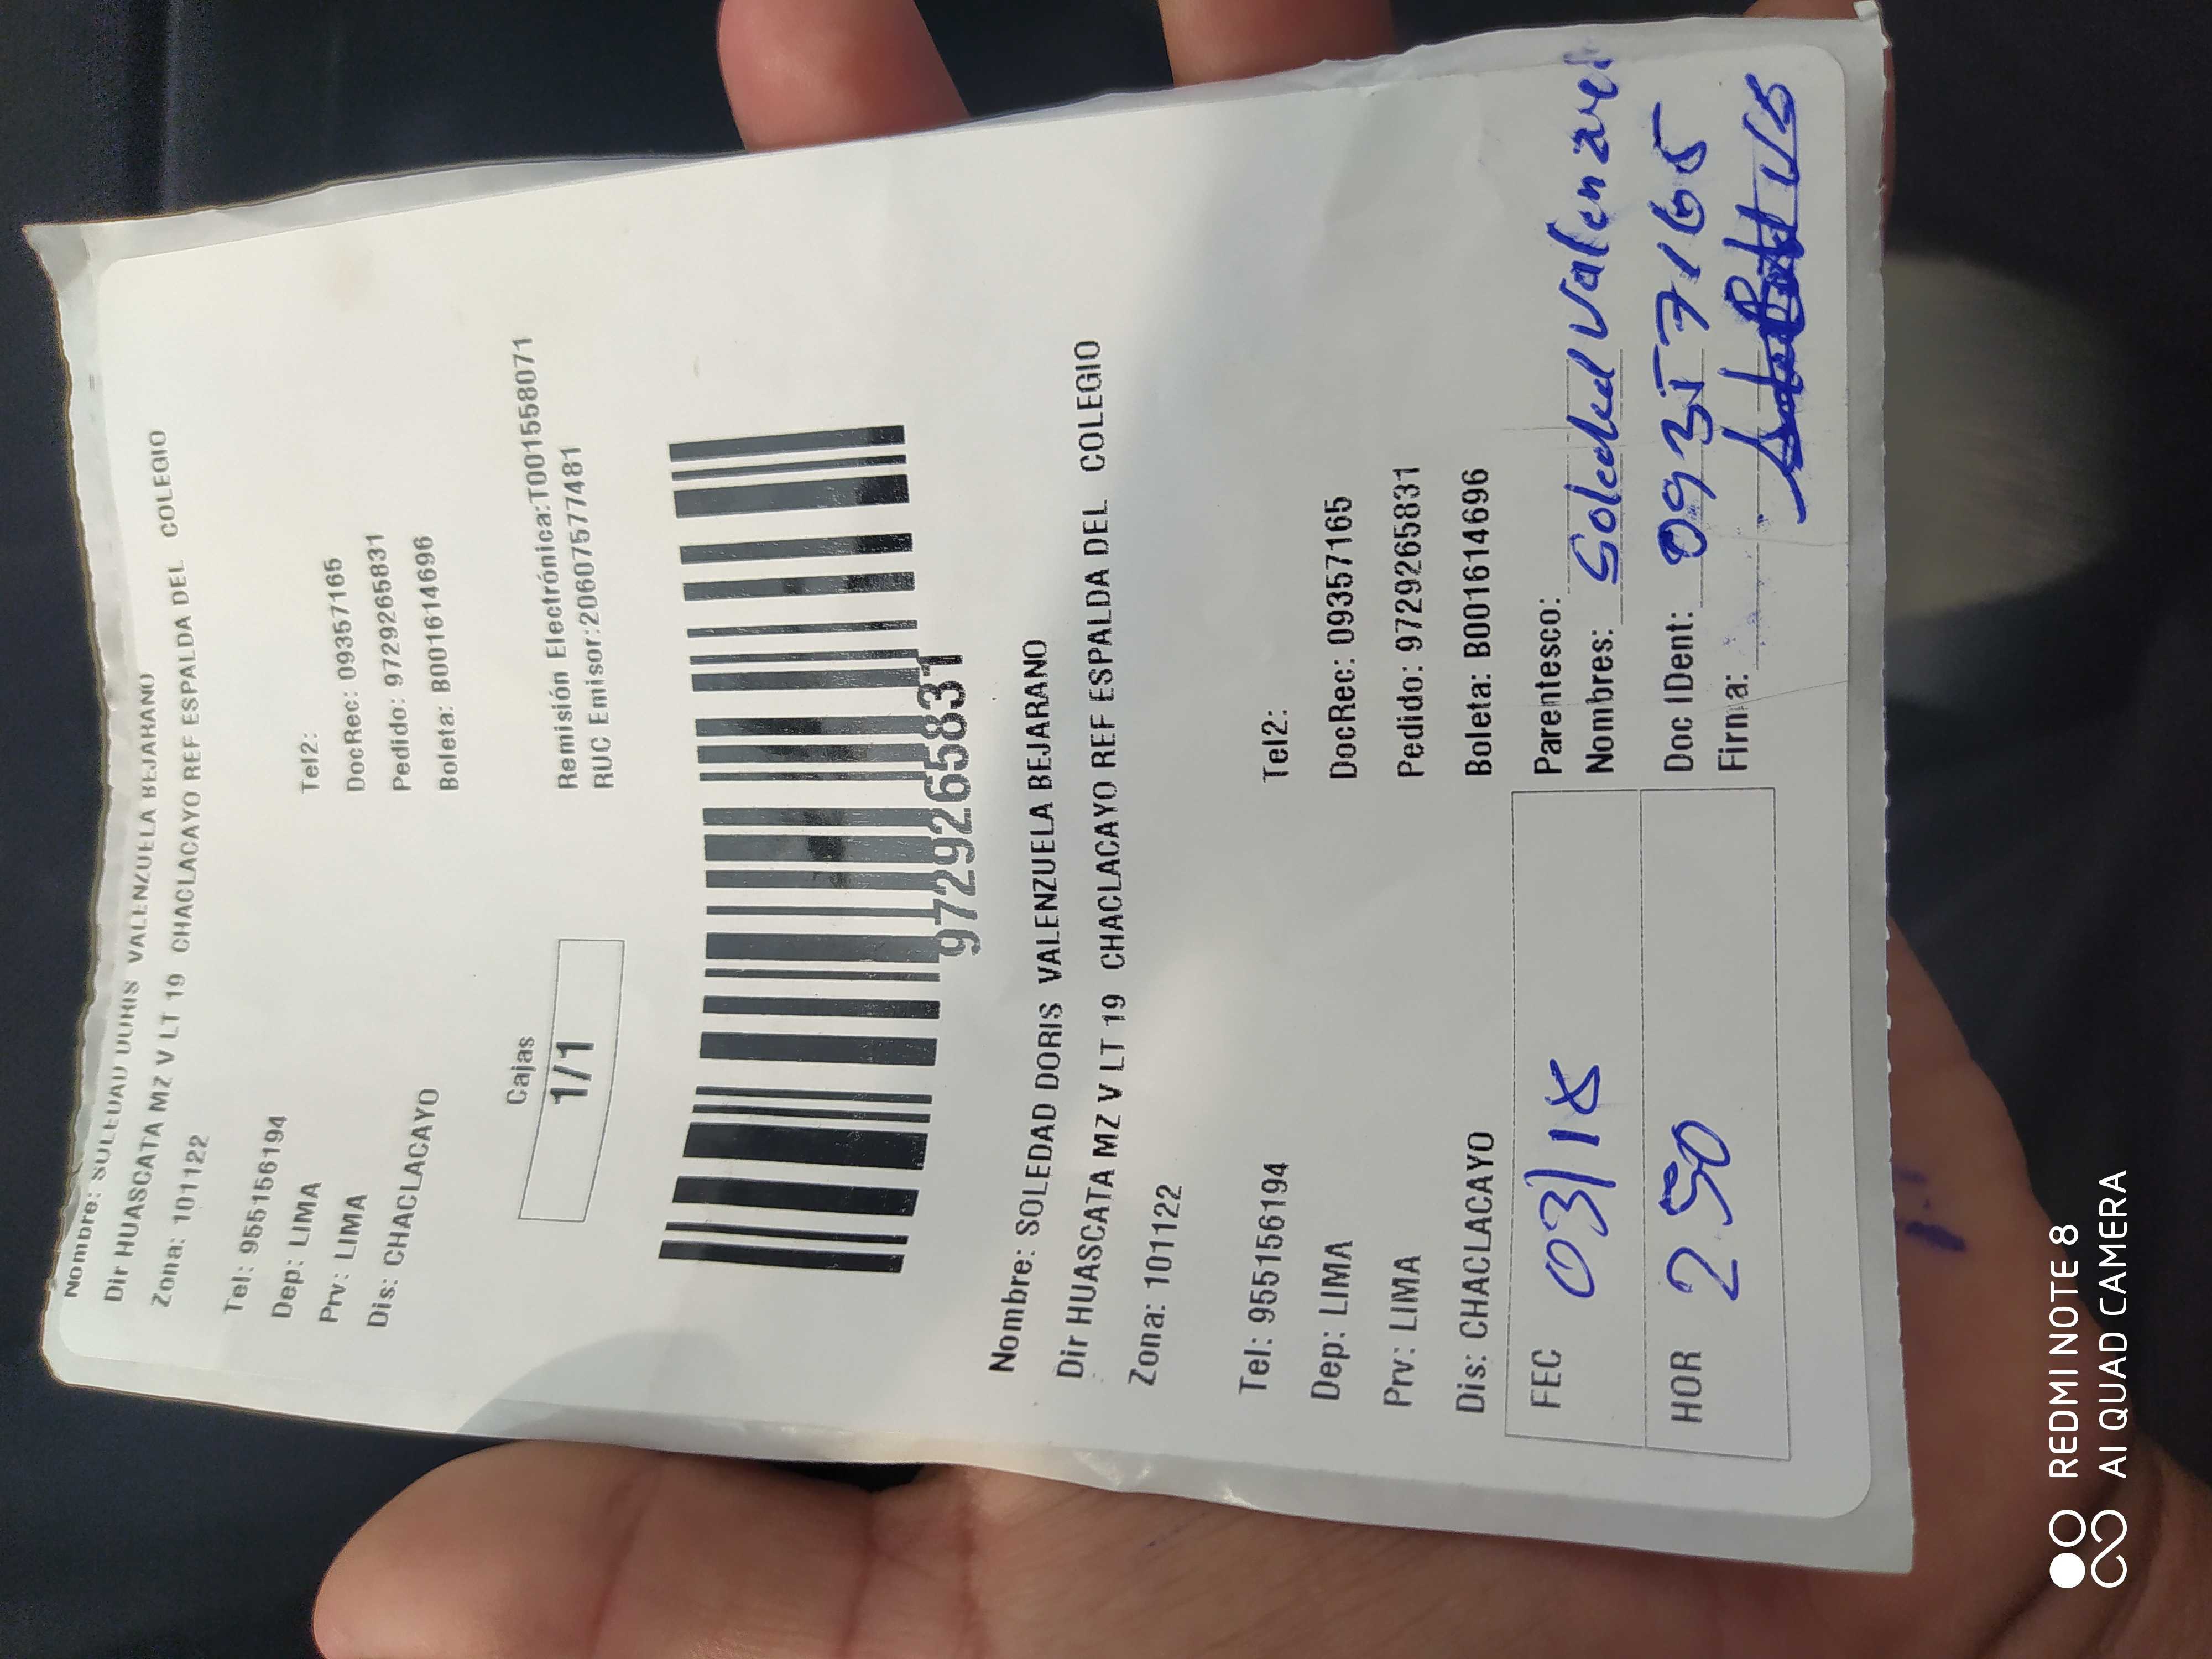 Nombre: SOLEDAD DORIS VALENZUELA BEJARANO
Dir HUASCATA MZ V LT 19 CHACLACAYO REF ESPALDA DEL COLEGIO
Zona: 101122
Tel: 955156194
Tel2:
Dep: LIMA
DocRec: 09357165
Prv: LIMA
Pedido: 9729265831
Dis: CHACLACAYO
Boleta: B001614696
Cajas
1/1
Remisión Electrónica:T001558071
RUC Emisor:20607577481
9729265831
Nombre: SOLEDAD DORIS VALENZUELA BEJARANO
Dir HUASCATA MZ V LT 19 CHACLACAYO REF ESPALDA DEL COLEGIO
Zona: 101122
Tel: 955156194
Tel2:
Dep: LIMA
DocRec: 09357165
Prv: LIMA
Pedido: 9729265831
Dis: CHACLACAYO
Boleta: B001614696
FEC 03/18
Parentesco:
Nombres: Soledad
HOR 2 50
Doc IDent: 09357165
Firma:
REDMI NOTE 8
AI QUAD CAMERA